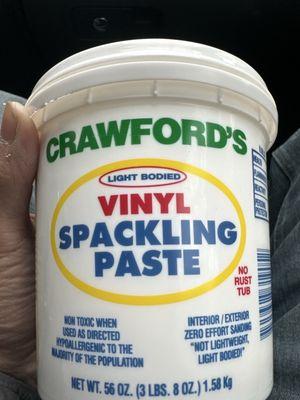 CRAWFORD'S
LIGHT BODIED
VINYL
SPACKLING
PASTE
NO
RUST
TUB
NON TOXIC WHEN
USED AS DIRECTED
HYPOALLERGENIC TO THE
MAJORITY OF THE POPULATION
INTERIOR / EXTERIOR
ZERO EFFORT SANDING
"NOT LIGHTWEIGHT,
LIGHT BODIED!"
NET WT. 56 OZ. (3 LBS. 8 OZ.) 1.58 Kg